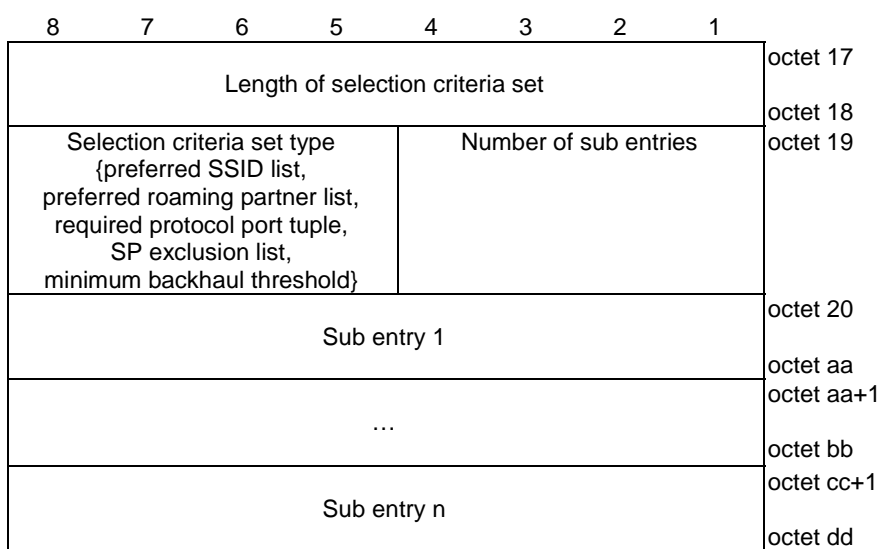 8 7 6 5 4 3 2 1
octet 17
Length of selection criteria set
octet 18
Selection criteria set type Number of sub entries octet 19
{preferred SSID list,
preferred roaming partner list,
required protocol port tuple,
SP exclusion list,
minimum backhaul threshold}
octet 20
Sub entry 1
octet aa
octet aa+1
…
octet bb
octet cc+1
Sub entry n
octet dd